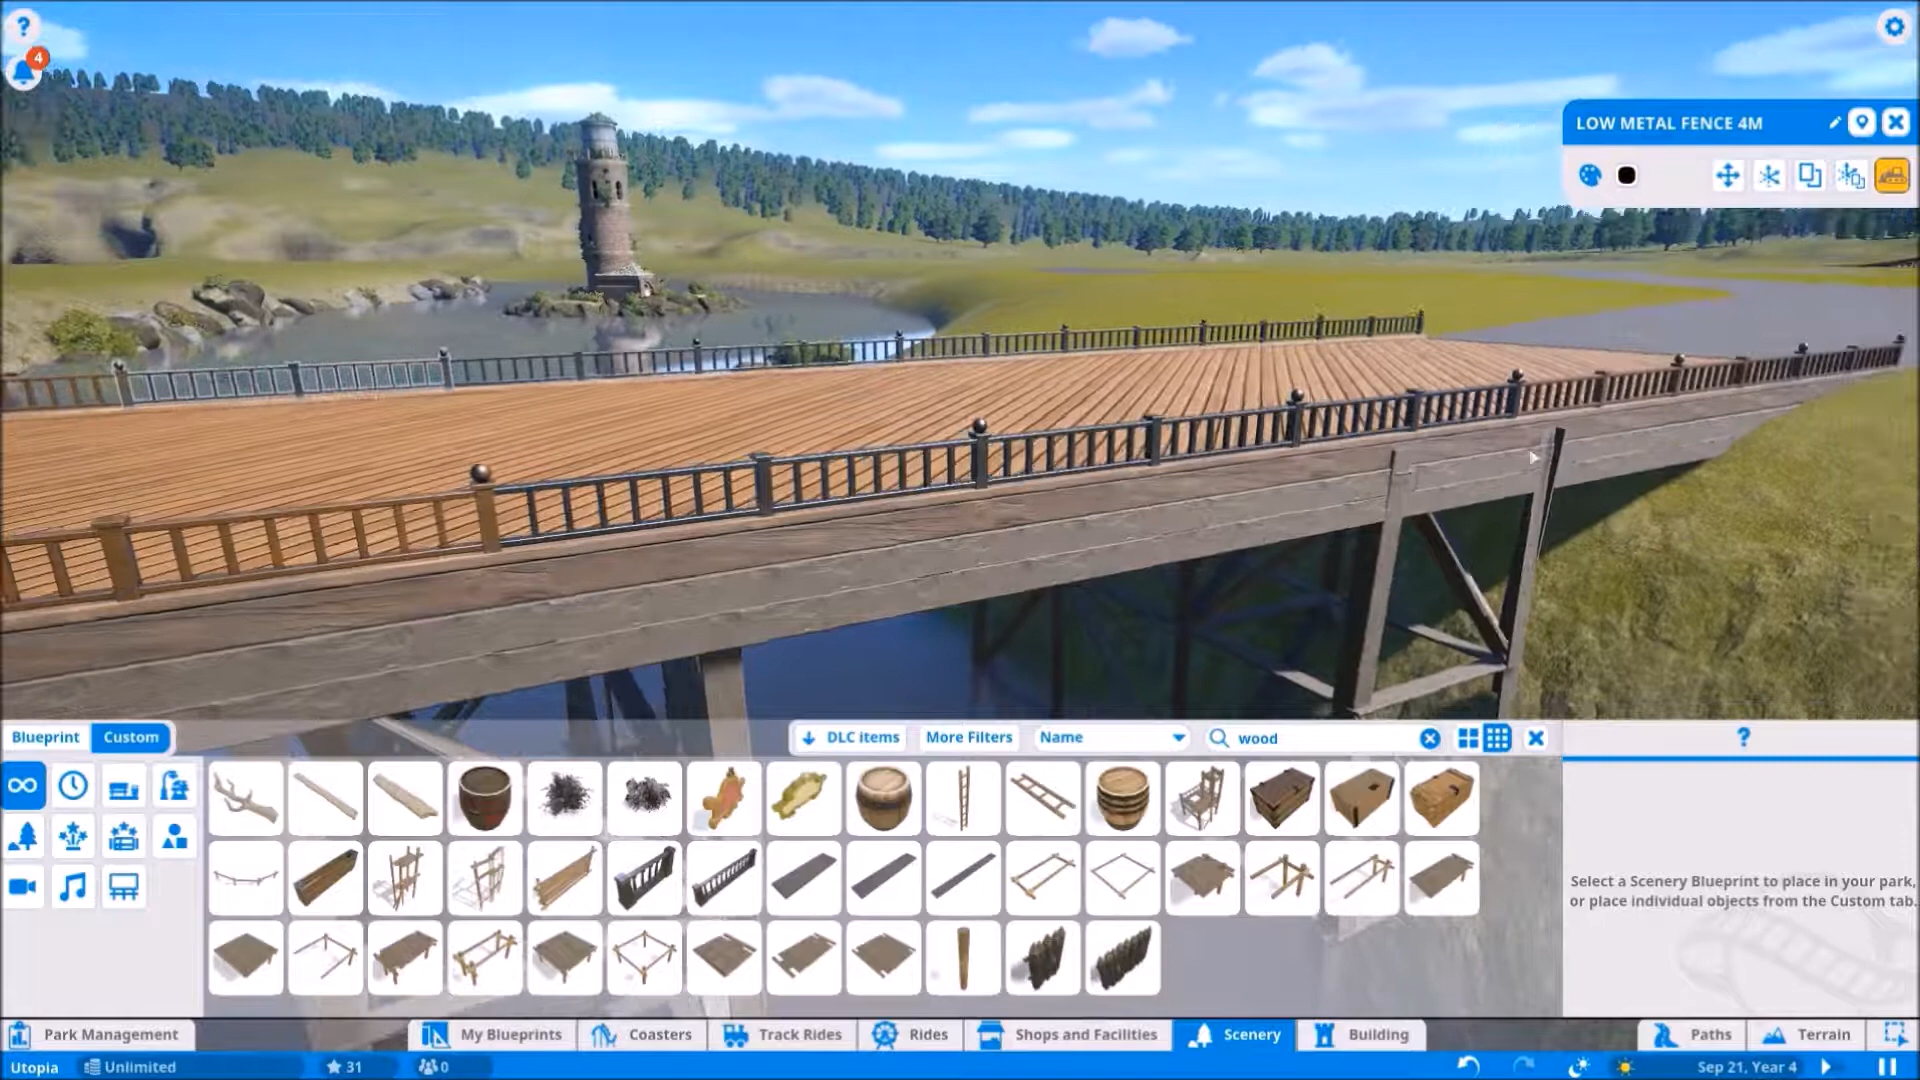 ?
4
LOW METAL FENCE 4M
Blueprint
Custom
DLC items
More Filters
Name
wood
?
Select a Scenery Blueprint to place in your park,
or place individual objects from the Custom tab.
Park Management
My Blueprints
Coasters
Track Rides
Rides
Shops and Facilities
Scenery
Building
Paths
Terrain
Utopia
Unlimited
31
0
Sep 21, Year 4